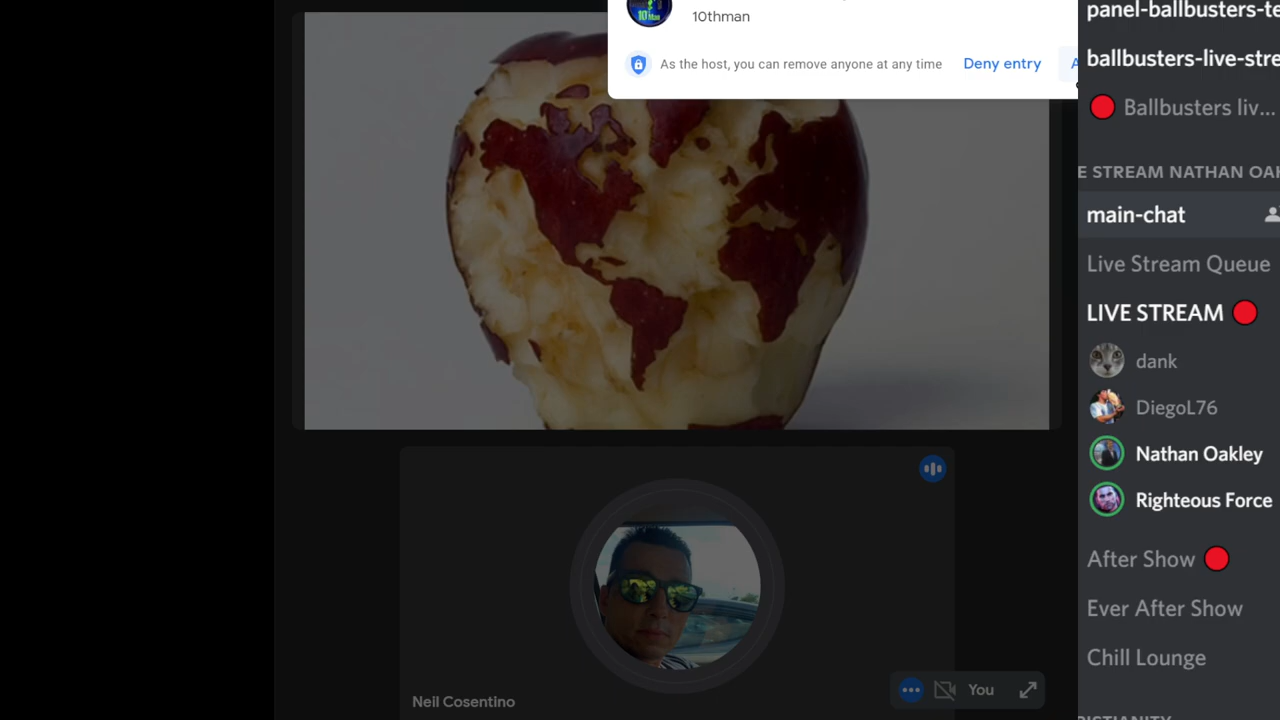 10thman
As the host, you can remove anyone at any time
Deny entry
Neil Cosentino
You
panel-ballbusters-te
ballbusters-live-stre
Ballbusters liv...
E STREAM NATHAN OAK
main-chat
Live Stream Queue
LIVE STREAM
dank
DiegoL76
Nathan Oakley
Righteous Force
After Show
Ever After Show
Chill Lounge